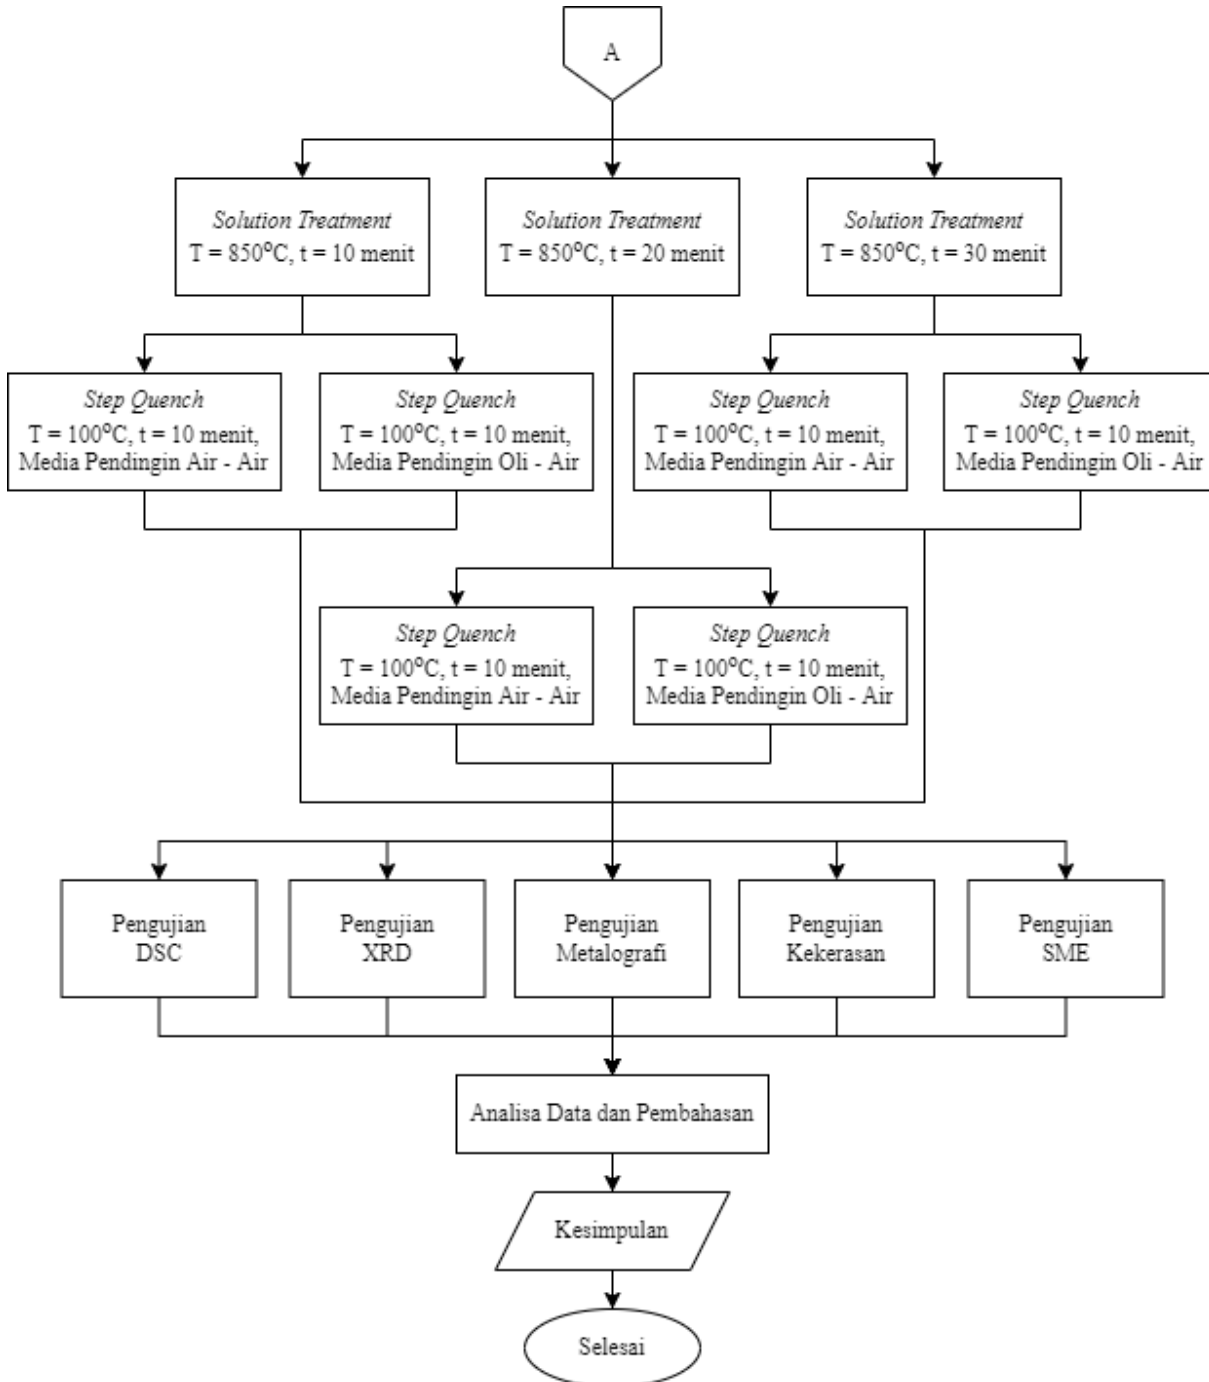 A
Solution Treatment
T = 850°C, t = 10 menit
Solution Treatment
T = 850°C, t = 20 menit
Solution Treatment
T = 850°C, t = 30 menit
Step Quench
T = 100°C, t = 10 menit,
Media Pendingin Air - Air
Step Quench
T = 100°C, t = 10 menit,
Media Pendingin Oli - Air
Step Quench
T = 100°C, t = 10 menit,
Media Pendingin Air - Air
Step Quench
T = 100°C, t = 10 menit,
Media Pendingin Oli - Air
Step Quench
T = 100°C, t = 10 menit,
Media Pendingin Air - Air
Step Quench
T = 100°C, t = 10 menit,
Media Pendingin Oli - Air
Pengujian
DSC
Pengujian
XRD
Pengujian
Metalografi
Pengujian
Kekerasan
Pengujian
SME
Analisa Data dan Pembahasan
Kesimpulan
Selesai